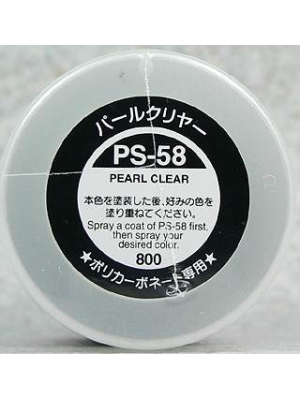 パールクリヤー
PS-58
PEARL CLEAR
本色を塗装した後、好みの色を
塗り重ねてください。
Spray a coat of PS-58 first,
then spray your
desired color.
800
★ポリカーボネート専用★